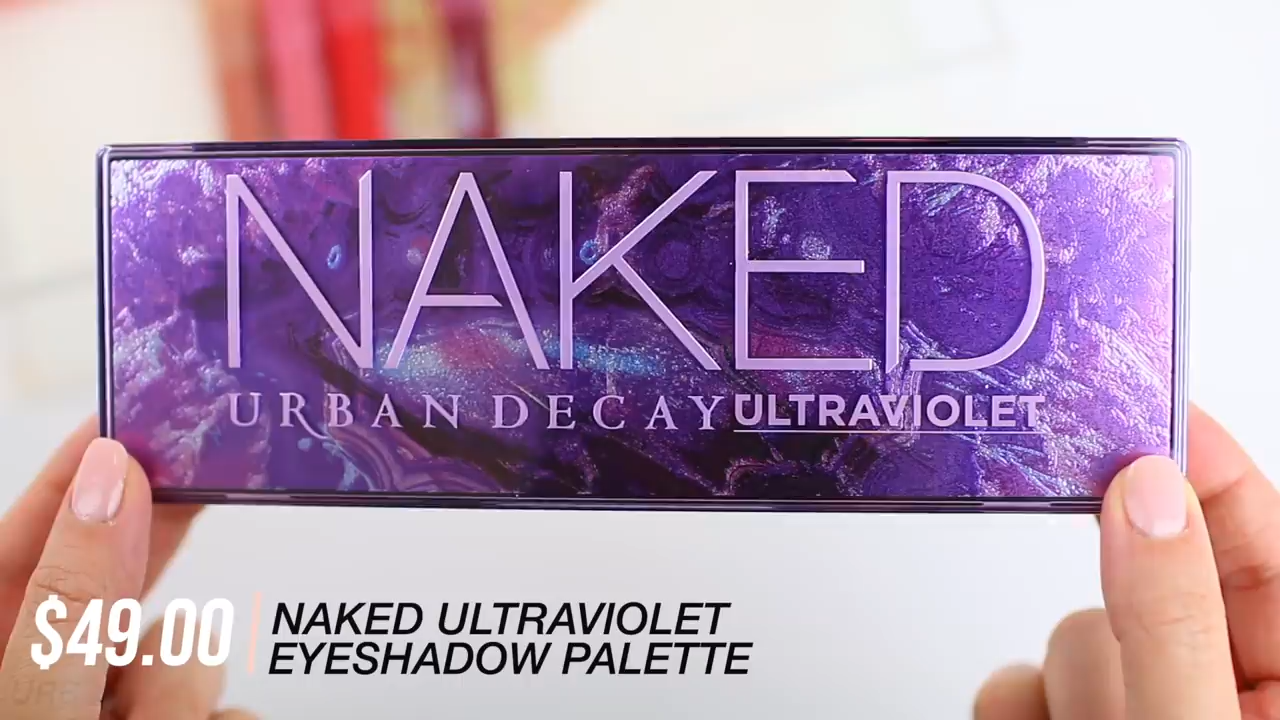 NAKED
URBAN DECAY ULTRAVIOLET
$49.00
NAKED ULTRAVIOLET
EYESHADOW PALETTE